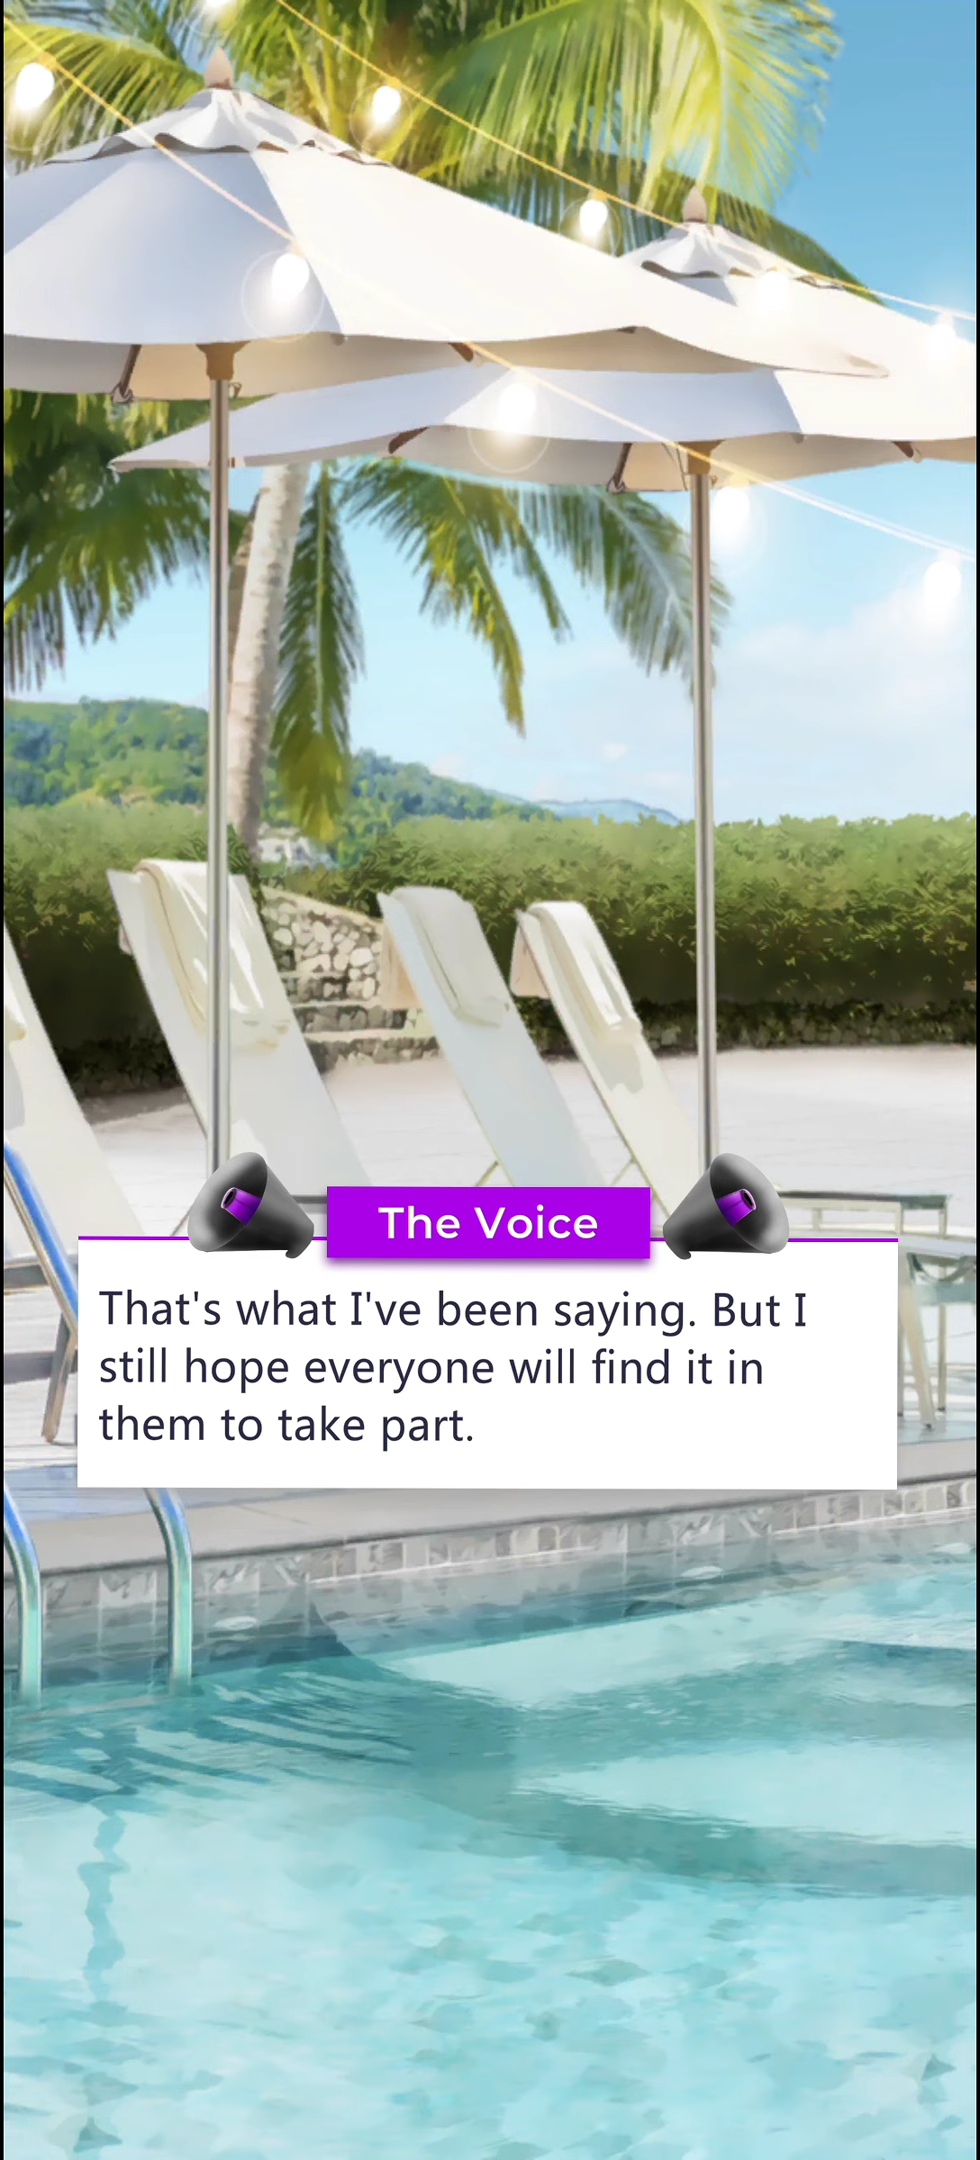 The Voice
That's what I've been saying. But I
still hope everyone will find it in
them to take part.